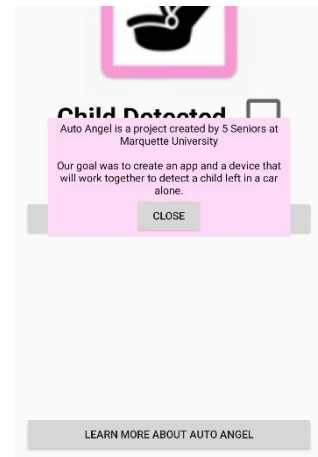 Child Detected
Auto Angel is a project created by 5 Seniors at
Marquette University
Our goal was to create an app and a device that
will work together to detect a child left in a car
alone.
CLOSE
LEARN MORE ABOUT AUTO ANGEL